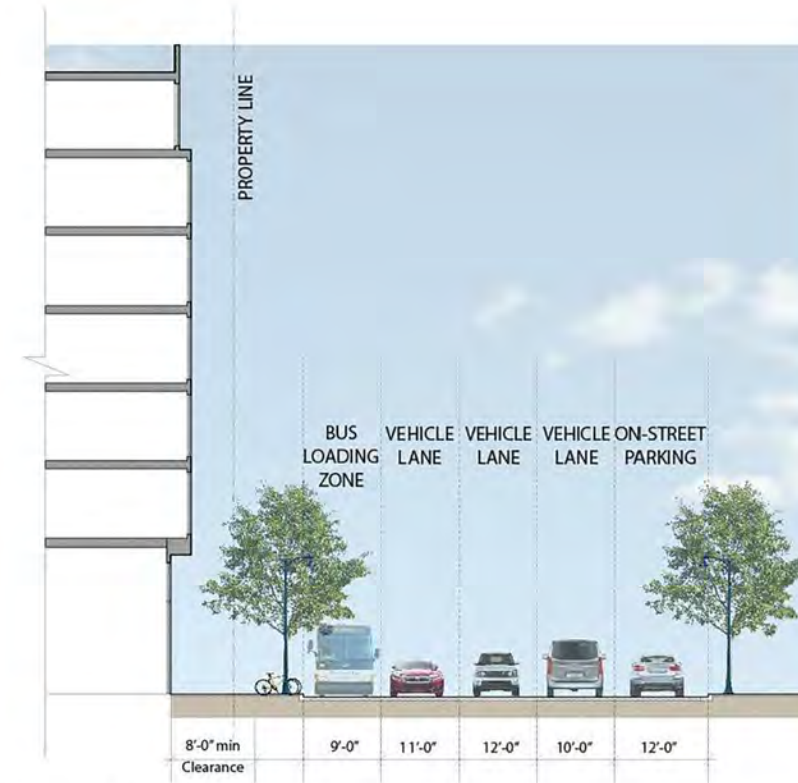 PROPERTY LINE
BUS
LOADING
ZONE
VEHICLE
LANE
VEHICLE
LANE
VEHICLE
LANE
ON-STREET
PARKING
8'-0" min
Clearance
9'-0"
11'-0"
12'-0"
10'-0"
12'-0"